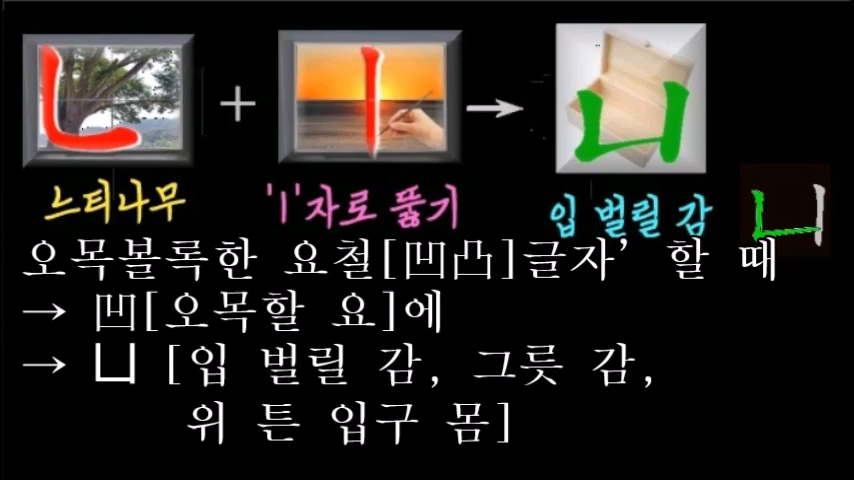 느티나무
'ㅣ'자로 뚫기
입 벌릴 감
오목볼록한 요철[凹凸]글자’ 할 때
→ 凹[오목할 요]에
→ 凵 [입 벌릴 감, 그릇 감,
위 튼 입구 몸]